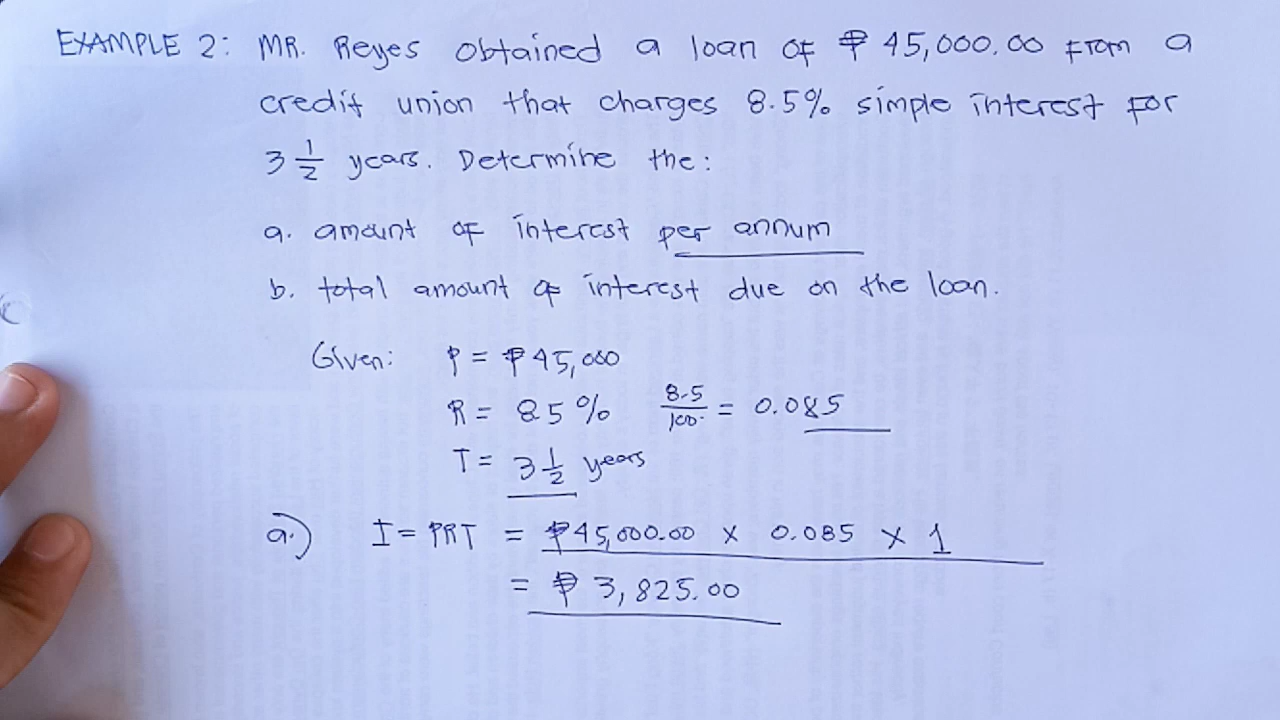 EXAMPLE 2: MR. Reyes obtained a loan of ₱ 45,000.00 from a
credit union that charges 8.5% simple interest for
3 1/2 years. Determine the:
a. amount of interest per annum
b. total amount of interest due on the loan.
Given: P = ₱45,000
R = 8.5% 8.5/100 = 0.085
T = 3 1/2 years
a.) I = PRT = ₱45,000.00 x 0.085 x 1
= ₱ 3,825.00